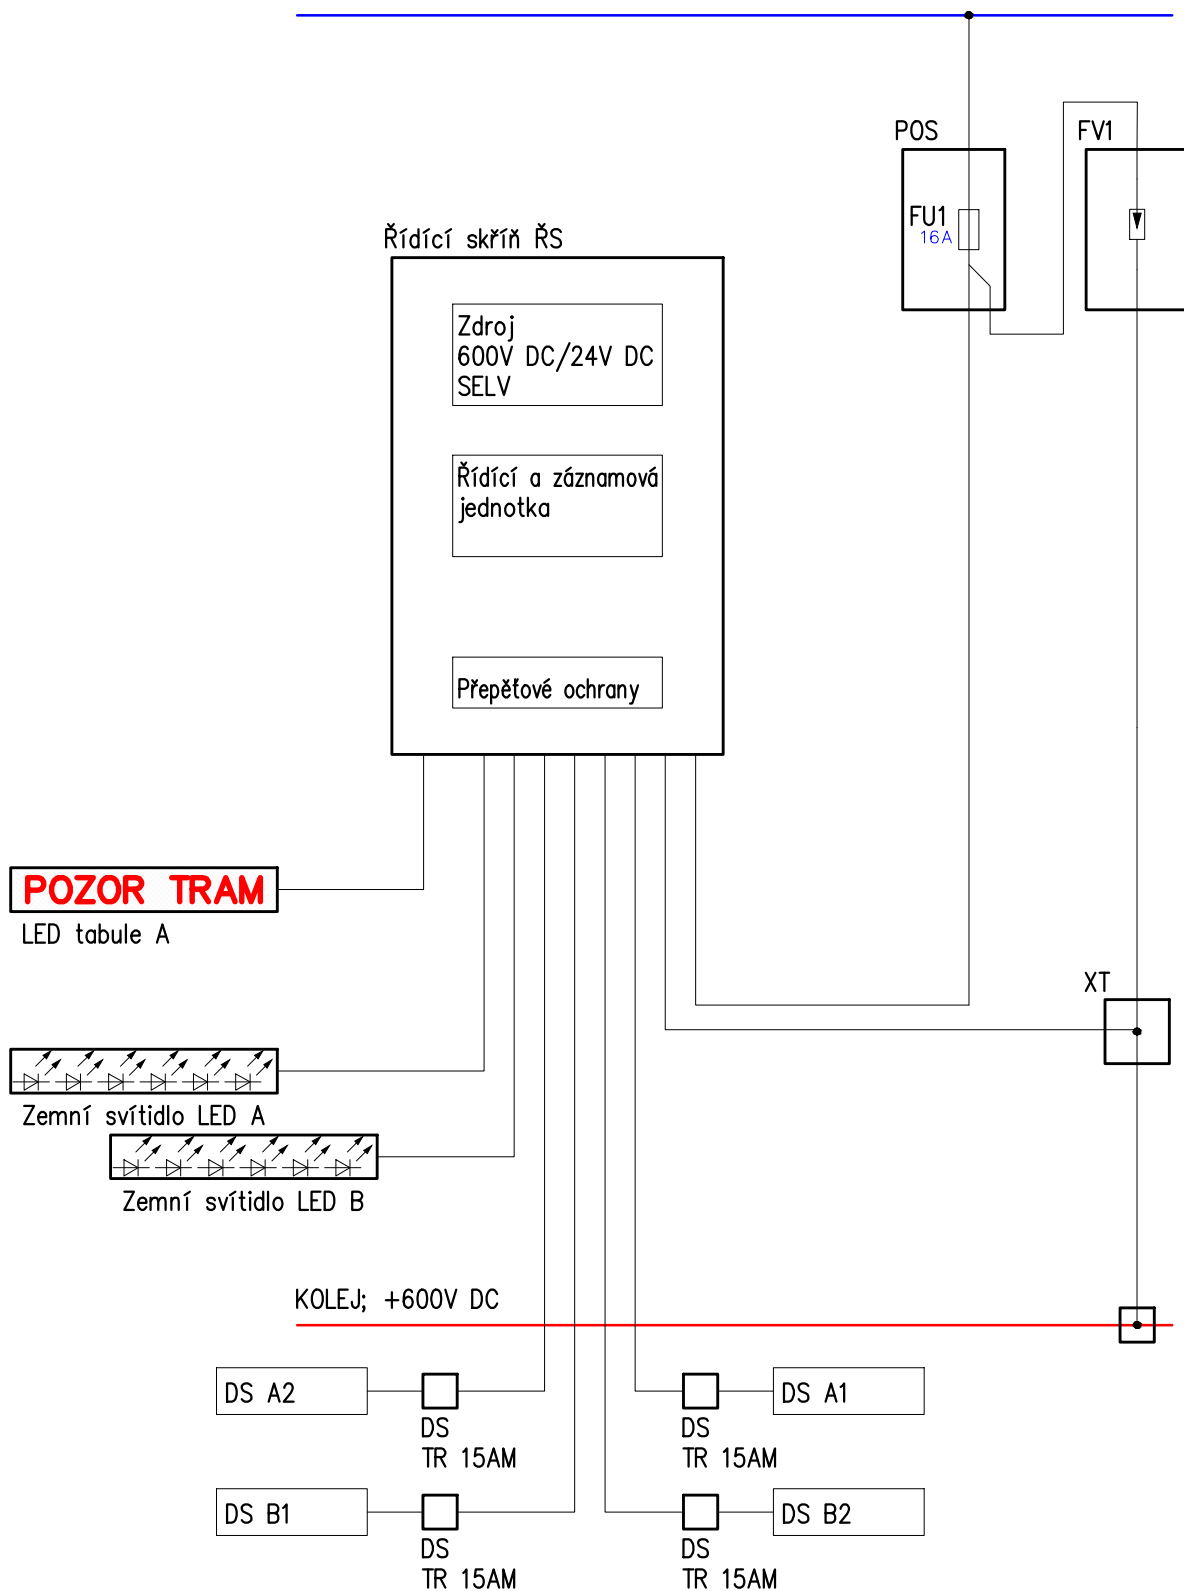 POS
FV1
FU1
16A
Řídící skříň ŘS
Zdroj
600V DC/24V DC
SELV
Řídící a záznamová
jednotka
Přepěťové ochrany
POZOR TRAM
LED tabule A
XT
Zemní svítidlo LED A
Zemní svítidlo LED B
KOLEJ; +600V DC
DS A2
DS
TR 15AM
DS A1
DS
TR 15AM
DS B1
DS
TR 15AM
DS B2
DS
TR 15AM